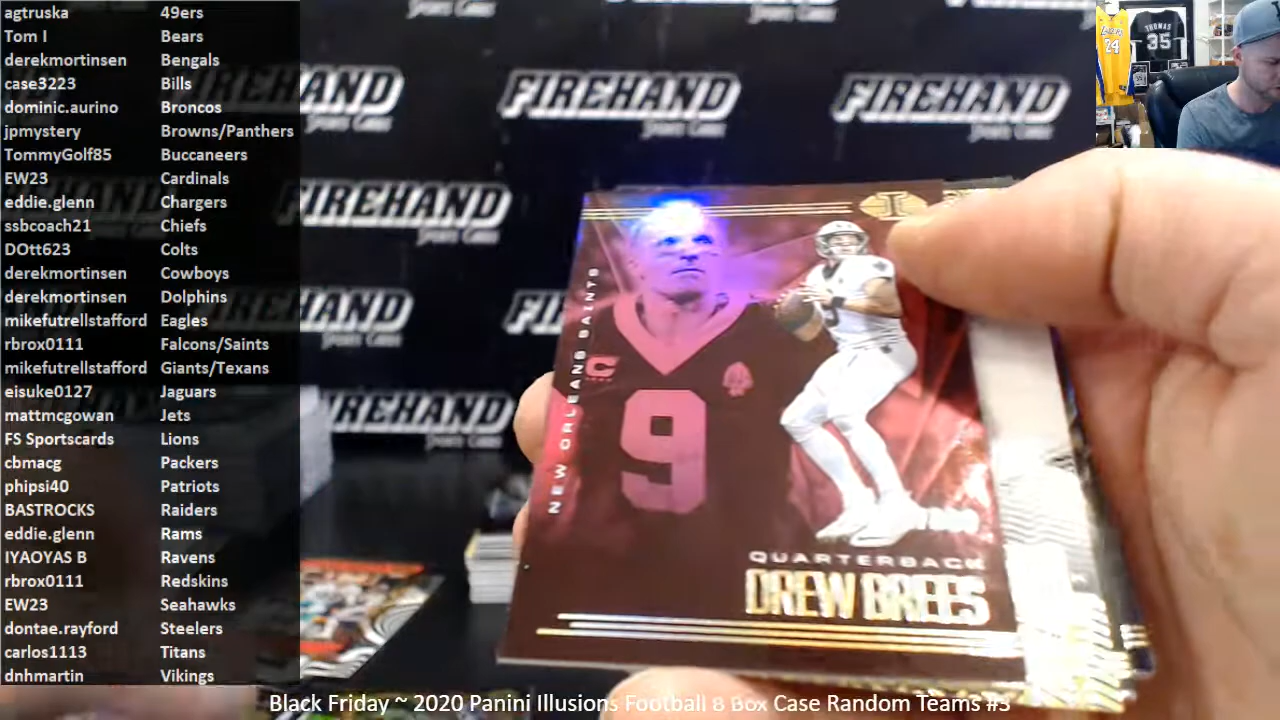 agtruska 49ers
Tom I Bears
derekmortinsen Bengals
case3223 Bills
dominic.aurino Broncos
jpmystery Browns/Panthers
TommyGolf85 Buccaneers
EW23 Cardinals
eddie.glenn Chargers
ssbcoach21 Chiefs
DOtt623 Colts
derekmortinsen Cowboys
derekmortinsen Dolphins
mikefutrellstafford Eagles
rbrox0111 Falcons/Saints
mikefutrellstafford Giants/Texans
eisuke0127 Jaguars
mattmcgowan Jets
FS Sportscards Lions
cbmacg Packers
phipsi40 Patriots
BASTROCKS Raiders
eddie.glenn Rams
IYAOYAS B Ravens
rbrox0111 Redskins
EW23 Seahawks
dontae.rayford Steelers
carlos1113 Titans
dnhmartin Vikings
FIREHAND
FIREHAND
FIREHAND
FIREHAND
LAKERS
24
THOMAS
35
NEW ORLEANS SAINTS
C
9
QUARTERBACK
DREW BREES
Black Friday ~ 2020 Panini Illusions Football 8 Box Case Random Teams #3